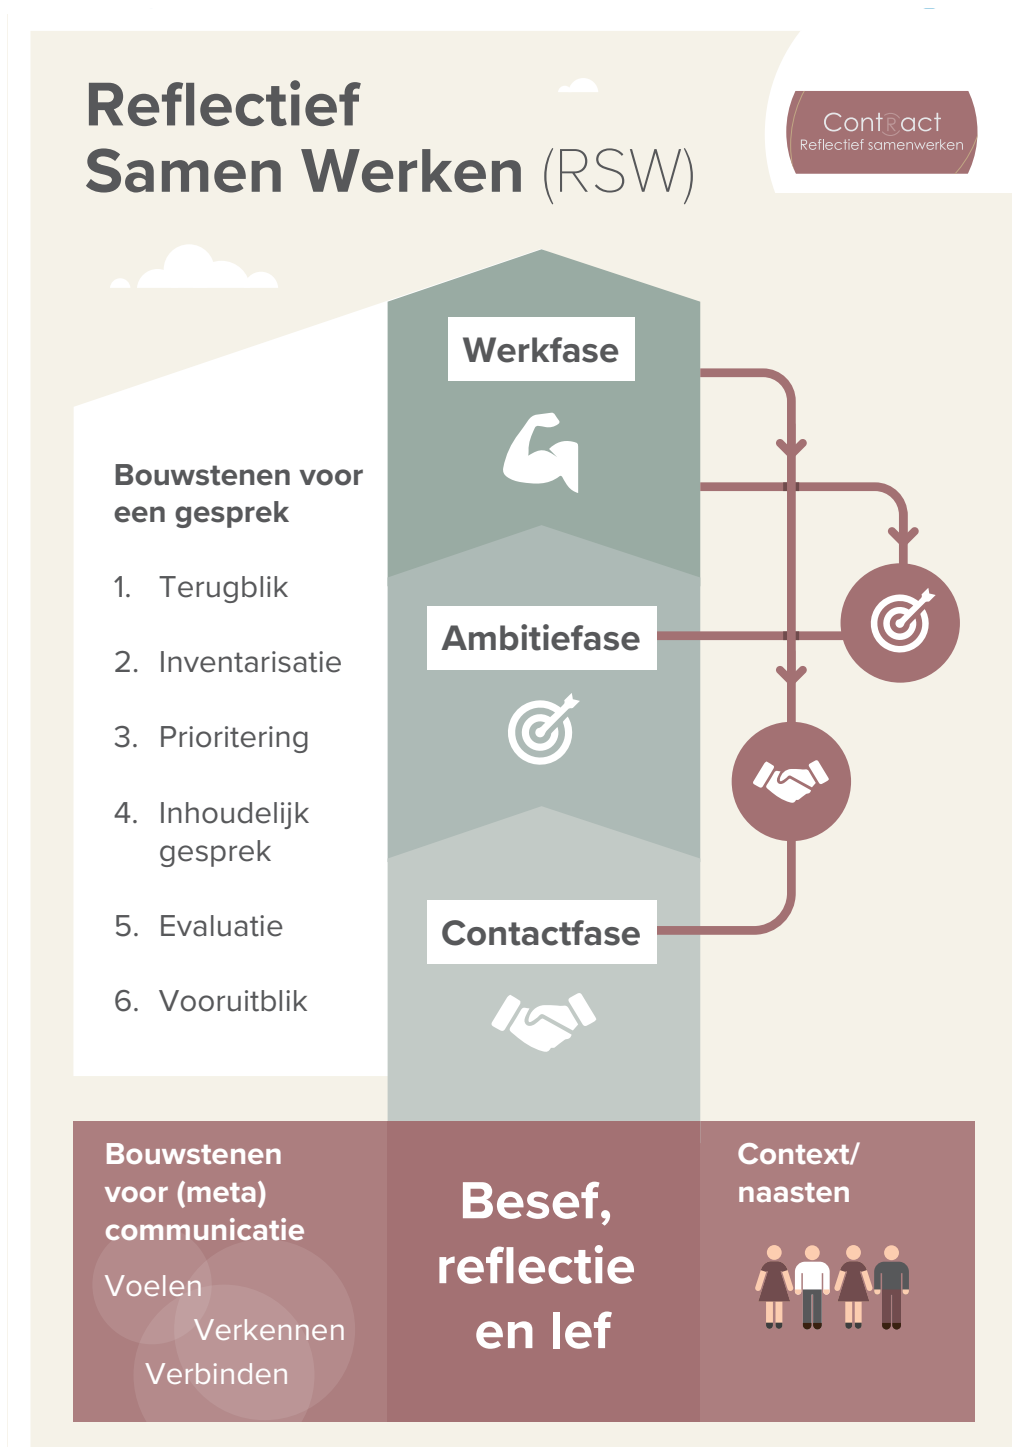 Reflectief
Samen Werken (RSW)
ContRact
Reflectief samenwerken
Werkfase
Bouwstenen voor
een gesprek
1. Terugblik
2. Inventarisatie
3. Prioritering
4. Inhoudelijk
gesprek
5. Evaluatie
6. Vooruitblik
Ambitiefase
Contactfase
Bouwstenen
voor (meta)
communicatie
Voelen
Verkennen
Verbinden
Besef,
reflectie
en lef
Context/
naasten